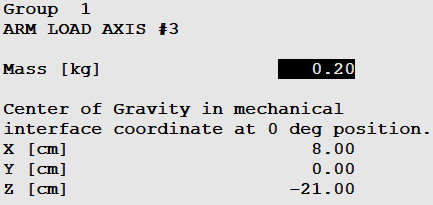 Group 1
ARM LOAD AXIS #3
Mass [kg] 0.20
Center of Gravity in mechanical
interface coordinate at 0 deg position.
X [cm] 8.00
Y [cm] 0.00
Z [cm] -21.00